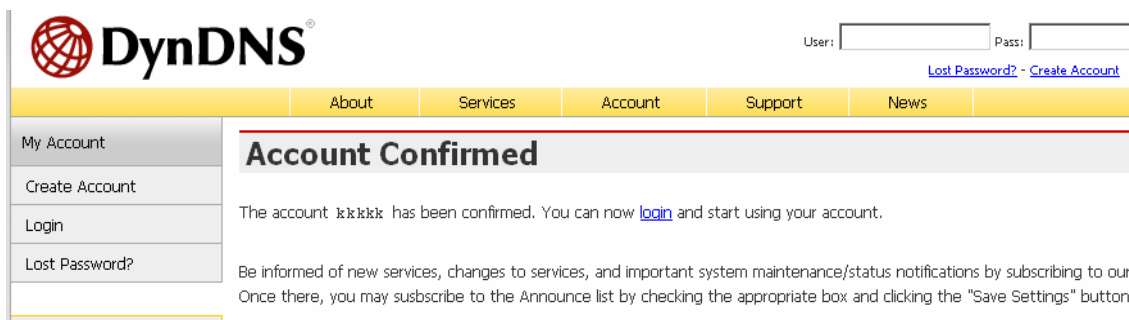 DynDNS®
User:
Pass:
Lost Password? - Create Account
About Services Account Support News
My Account
Create Account
Login
Lost Password?
Account Confirmed
The account kkkkk has been confirmed. You can now login and start using your account.
Be informed of new services, changes to services, and important system maintenance/status notifications by subscribing to our
Once there, you may susbscribe to the Announce list by checking the appropriate box and clicking the "Save Settings" button